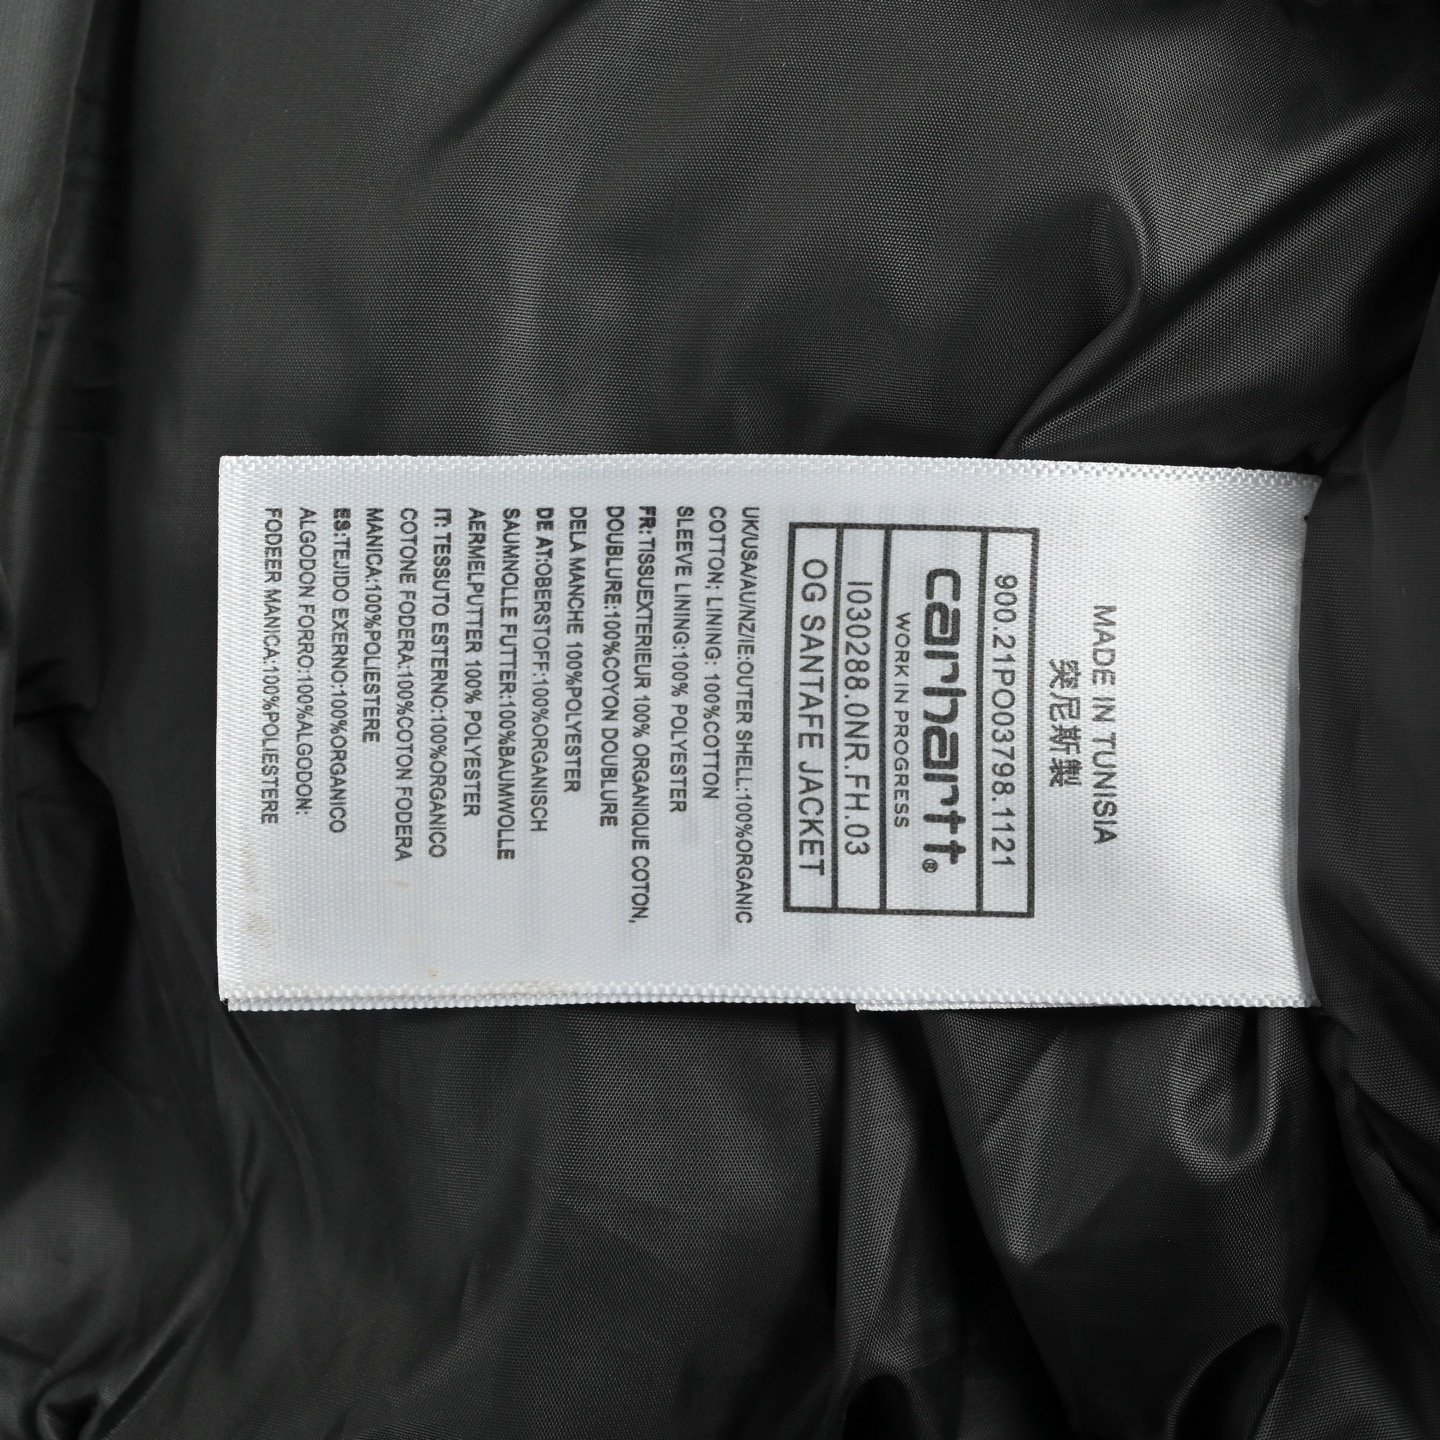 MADE IN TUNISIA
突尼斯製
900.21PO037798.1121
carhartt®
WORK IN PROGRESS
I030288.0NR.FH.03
OG SANTAFE JACKET
UK/USA/AU/NZ/IE:OUTER SHELL:100%ORGANIC
COTTON; LINING: 100%COTTON
SLEEVE LINING:100% POLYESTER
FR: TISSUEXTERIEUR 100% ORGANIQUE COTON,
DOUBLURE:100%COYON DOUBLURE
DELA MANCHE 100%POLYESTER
DE AT:OBERSTOFF:100%ORGANISCH
SAUMNOLLE FUTTER:100%BAUMWOLLE
AERMELPUTTER 100% POLYESTER
IT: TESSUTO ESTERNO:100%ORGANICO
COTONE FODERA:100%COTON FODERA
MANICA:100%POLIESTERE
ES:TEJIDO EXERNO:100%ORGANICO
ALGODON FORRO:100%ALGODON:
FODEER MANICA:100%POLIESTERE